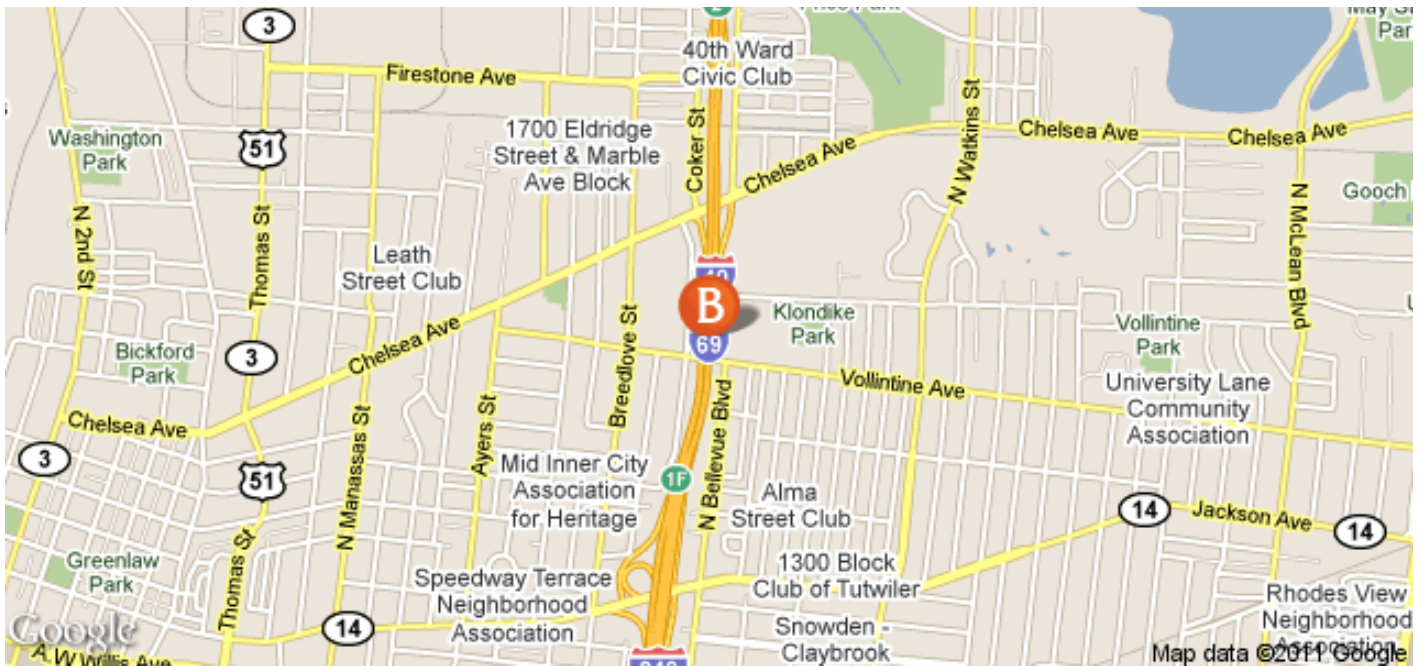 3
2
40th Ward
Civic Club
Firestone Ave
Washington
Park
51
1700 Eldridge
Street & Marble
Ave Block
Coker St
Chelsea Ave
N Watkins St
Chelsea Ave
Chelsea Ave
Gooch
N McLean Blvd
N 2nd St
Thomas St
Leath
Street Club
B
69
Klondike
Park
Vollintine
Park
Chelsea Ave
Breedlove St
Bickford
Park
3
Vollintine Ave
University Lane
Community
Association
Chelsea Ave
N Manassas St
Ayers St
N Bellevue Blvd
3
51
Mid Inner City
Association
for Heritage
1F
Alma
Street Club
14
Jackson Ave
14
Greenlaw
Park
Thomas St
Speedway Terrace
Neighborhood
Association
1300 Block
Club of Tutwiler
Rhodes View
Neighborhood
Association
14
Snowden -
Claybrook
Google
A.W Willis Ave
Map data ©2011 Google